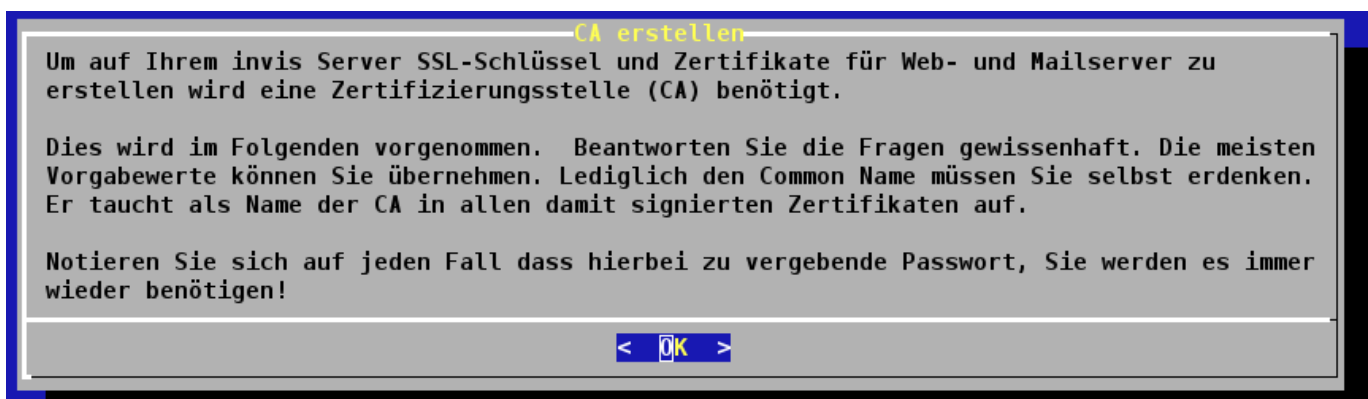 CA erstellen
Um auf Ihrem invis Server SSL-Schlüssel und Zertifikate für Web- und Mailserver zu
erstellen wird eine Zertifizierungsstelle (CA) benötigt.
Dies wird im Folgenden vorgenommen.  Beantworten Sie die Fragen gewissenhaft. Die meisten
Vorgabewerte können Sie übernehmen. Lediglich den Common Name müssen Sie selbst erdenken.
Er taucht als Name der CA in allen damit signierten Zertifikaten auf.
Notieren Sie sich auf jeden Fall dass hierbei zu vergebende Passwort, Sie werden es immer
wieder benötigen!
<  OK  >